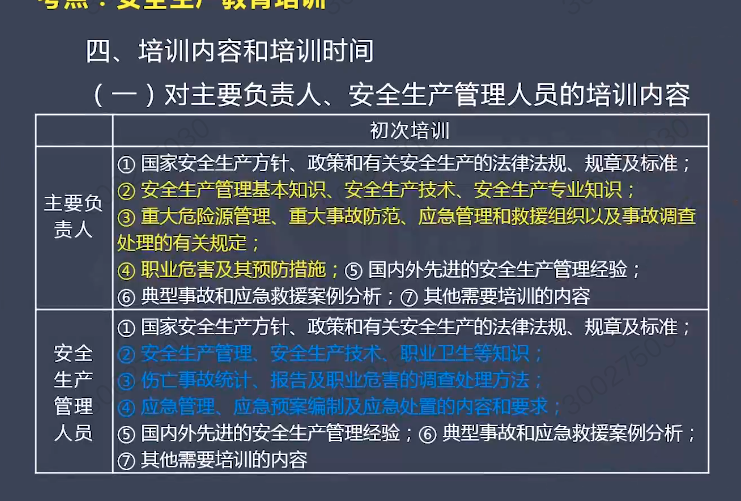 考点：安全生产教育培训
四、培训内容和培训时间
（一）对主要负责人、安全生产管理人员的培训内容
初次培训
主要负
责人
① 国家安全生产方针、政策和有关安全生产的法律法规、规章及标准；
② 安全生产管理基本知识、安全生产技术、安全生产专业知识；
③ 重大危险源管理、重大事故防范、应急管理和救援组织以及事故调查
处理的有关规定；
④ 职业危害及其预防措施；⑤ 国内外先进的安全生产管理经验；
⑥ 典型事故和应急救援案例分析；⑦ 其他需要培训的内容
安全
生产
管理
人员
① 国家安全生产方针、政策和有关安全生产的法律法规、规章及标准；
② 安全生产管理、安全生产技术、职业卫生等知识；
③ 伤亡事故统计、报告及职业危害的调查处理方法；
④ 应急管理、应急预案编制及应急处置的内容和要求；
⑤ 国内外先进的安全生产管理经验；⑥ 典型事故和应急救援案例分析；
⑦ 其他需要培训的内容